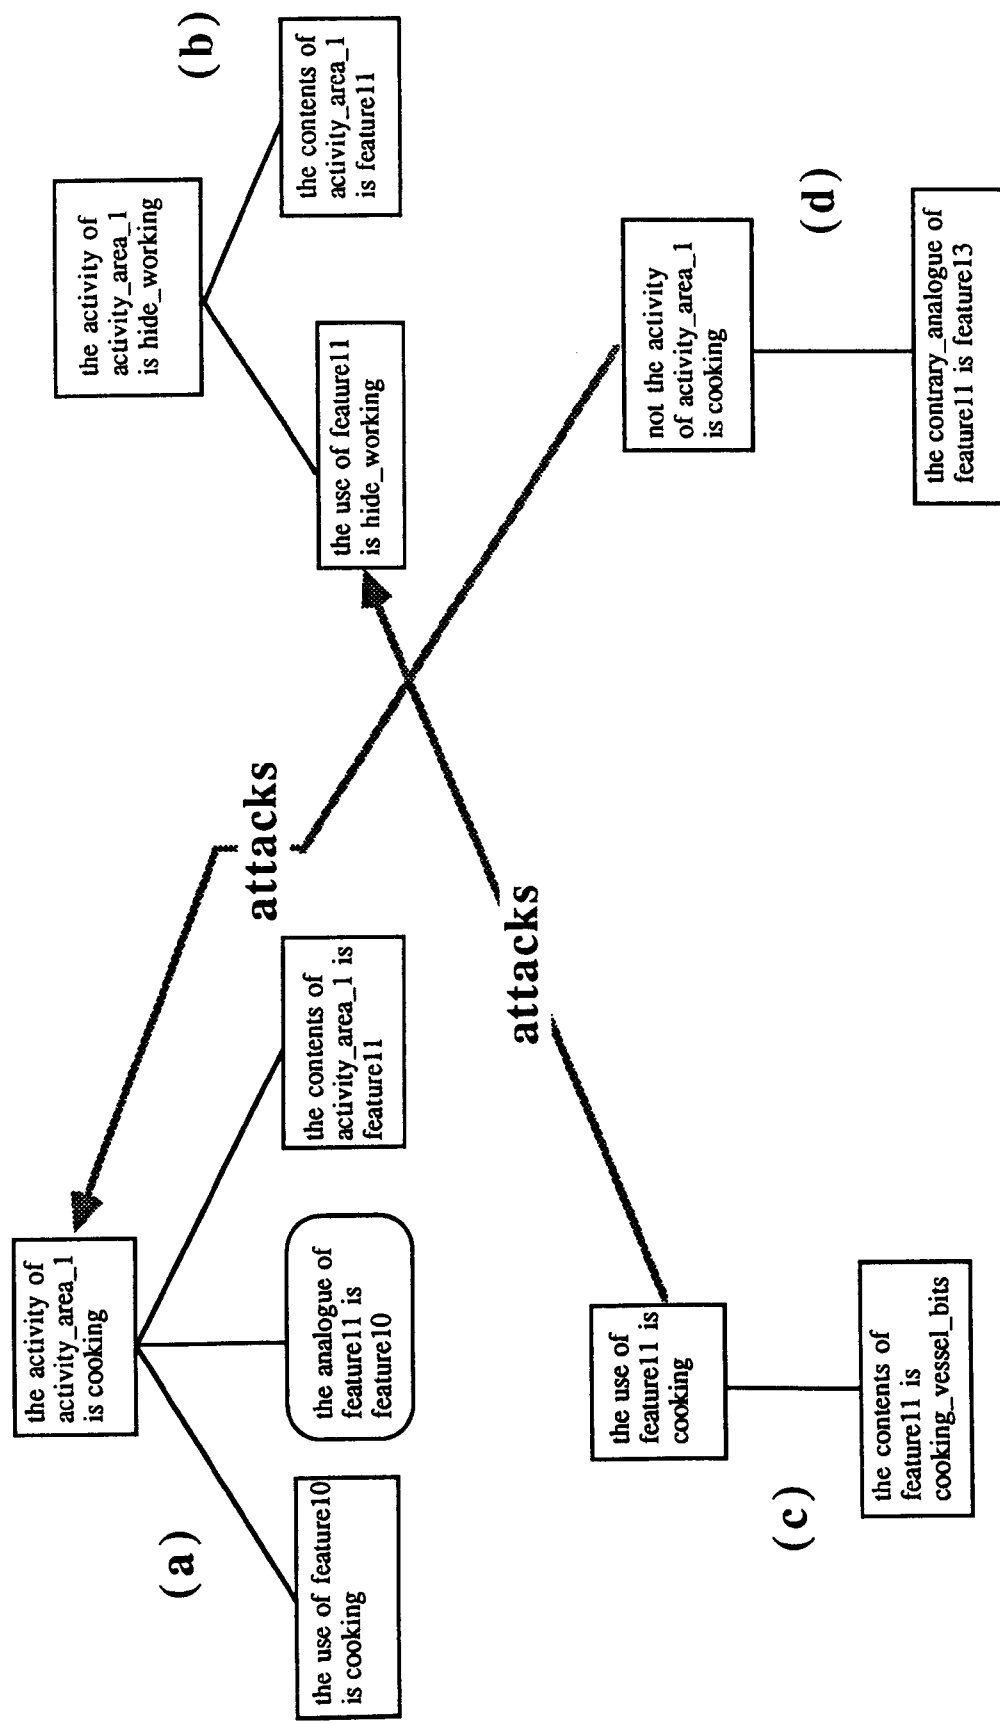 the activity of
activity_area_1
is cooking
(a)
the use of feature10
is cooking
the analogue of
feature11 is
feature10
the contents of
activity_area_1 is
feature11
attacks
the activity of
activity_area_1
is hide_working
(b)
the use of feature11
is hide_working
the contents of
activity_area_1
is feature11
attacks
the use of
feature11 is
cooking
(c)
the contents of
feature11 is
cooking_vessel_bits
not the activity
of activity_area_1
is cooking
(d)
the contrary_analogue of
feature11 is feature13